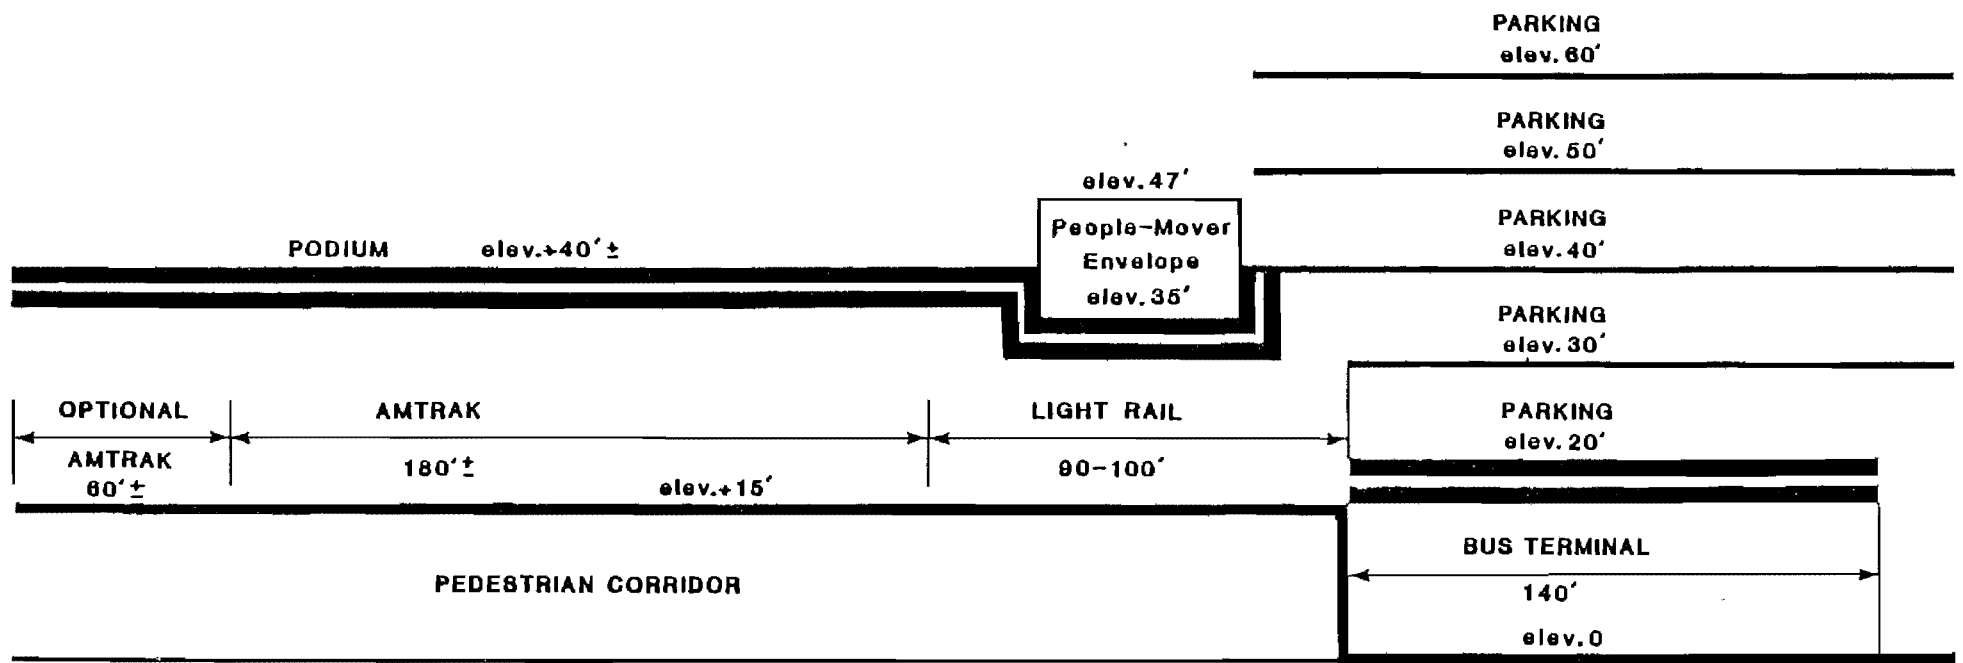 PARKING
elev. 60′
PARKING
elev. 50′
elev. 47′
People-Mover
Envelope
elev. 35′
PARKING
elev. 40′
PODIUM elev.+40′±
PARKING
elev. 30′
OPTIONAL AMTRAK LIGHT RAIL
PARKING
elev. 20′
AMTRAK
60′±
180′±
90-100′
elev.+15′
BUS TERMINAL
140′
elev. 0
PEDESTRIAN CORRIDOR